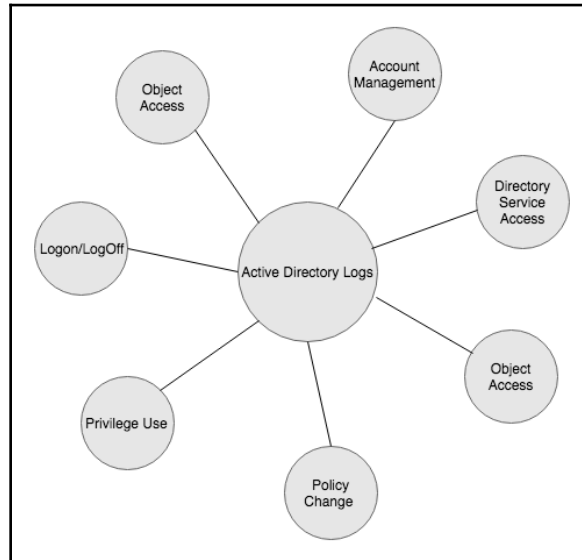 Account
Management
Object
Access
Directory
Service
Access
Logon/LogOff
Active Directory Logs
Object
Access
Privilege Use
Policy
Change